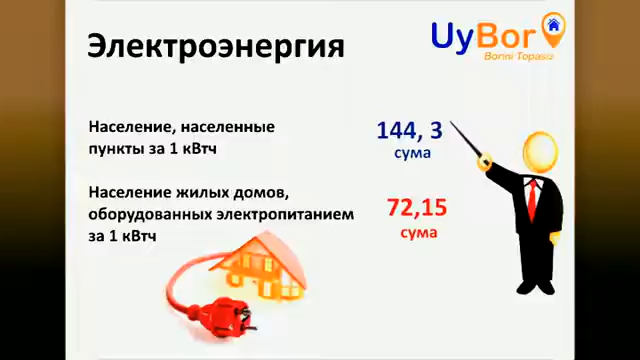 Электроэнергия
UyBor
Borini Topasiz
Население, населенные
пункты за 1 кВтч
144, 3
сума
Население жилых домов,
оборудованных электропитанием
за 1 кВтч
72,15
сума